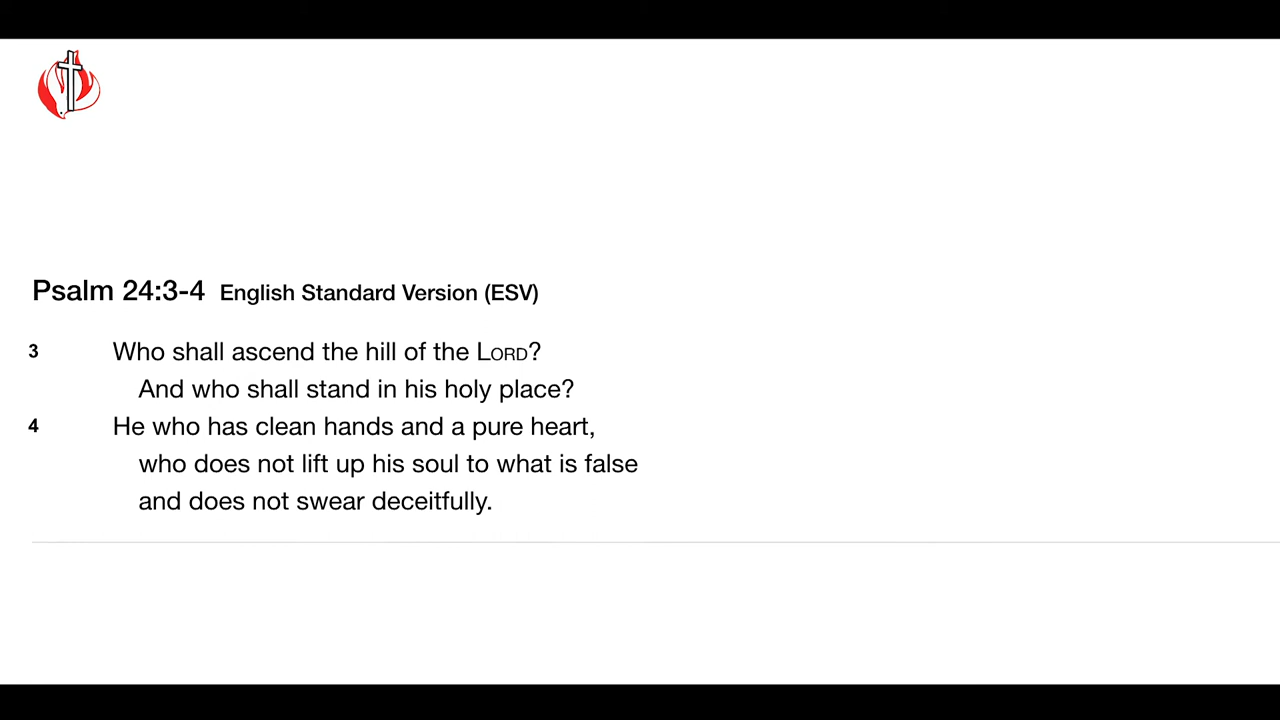 Psalm 24:3-4 English Standard Version (ESV)
3 Who shall ascend the hill of the LORD?
And who shall stand in his holy place?
4 He who has clean hands and a pure heart,
who does not lift up his soul to what is false
and does not swear deceitfully.